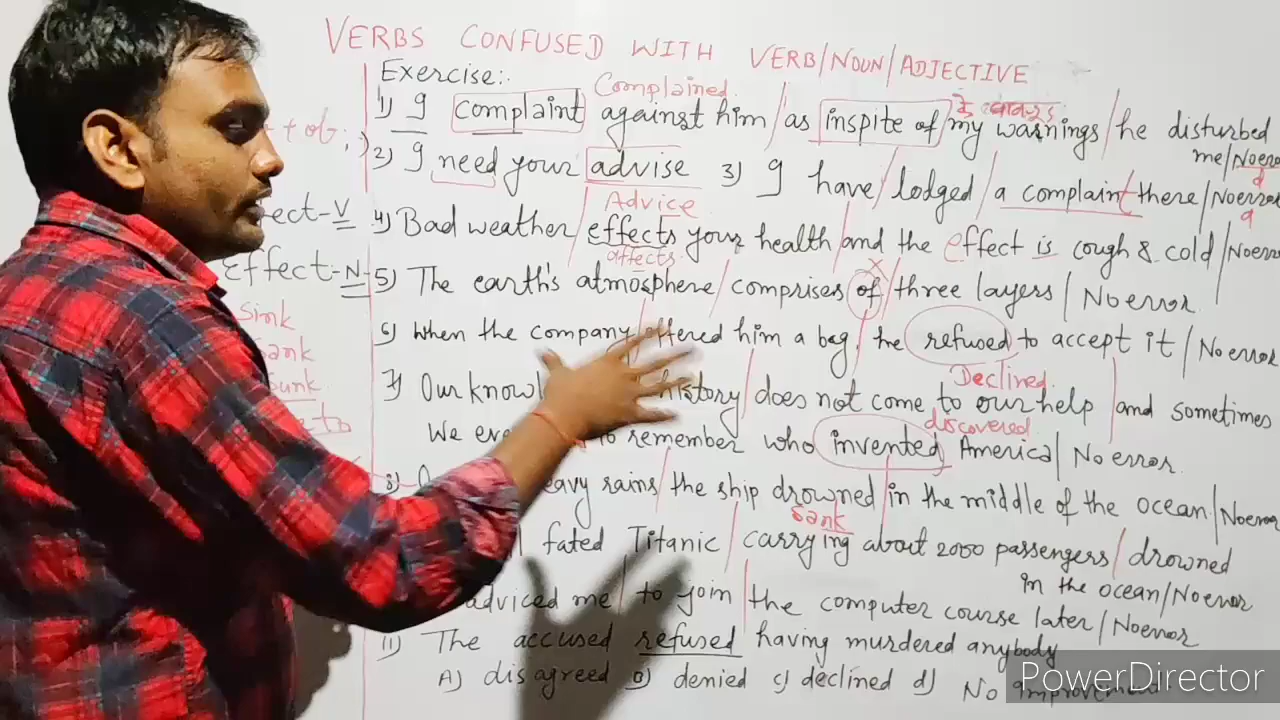 VERBS CONFUSED WITH VERB/NOUN/ADJECTIVE
Exercise:-
Complained
1) I complaint against him / as inspite of my warnings / he disturbed me / No error
2) I need your advise
Advice
3) I have / lodged / a complaint there / No error
4) Bad weather / effects your health / and the effect is cough & cold / No error
affects
ect-V
Effect-N
5) The earth's atmosphere / comprises of / three layers / No error
X
6) When the company / offered him a beg, / he refused to accept it / No error
Declined
7) Our history / does not come to our help / and sometimes
We to remember who invented America / No error.
discovered
8) rains / the ship drowned / in the middle of the ocean / No error
sank
fated Titanic / carrying about 2000 passengers / drowned
in the ocean / No error
adviced me / to join / the computer course later / No error
11) The accused refused having murdered anybody
A) disagreed B) denied c) declined d) No
Sink
Sank
Sunk
PowerDirector